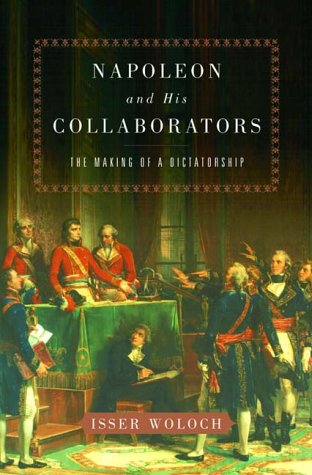 NAPOLEON
and His
COLLABORATORS
THE MAKING OF A DICTATORSHIP
ISSER WOLOCH